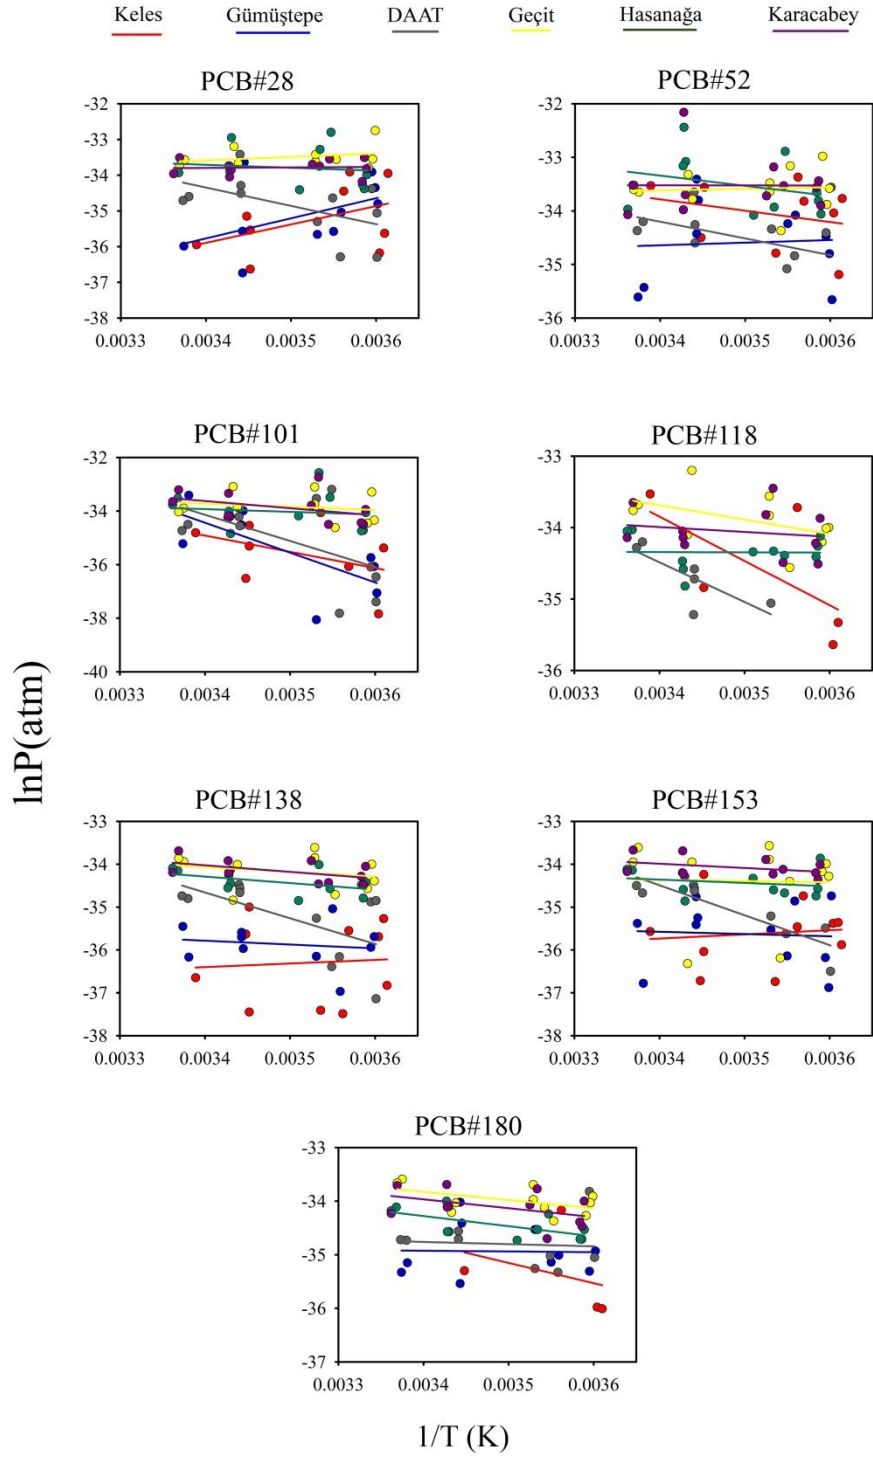 Keles Gümüştepe DAAT Geçit Hasanağa Karacabey
PCB#28 PCB#52
-32 -32
-33
-33
-34
-34
-35
-36
-35
-37
-38 -36
0.0033 0.0034 0.0035 0.0036 0.0033 0.0034 0.0035 0.0036
PCB#101 PCB#118
-32 -33
-34
-34
-36
-35
-38
-40 -36
0.0033 0.0034 0.0035 0.0036 0.0033 0.0034 0.0035 0.0036
lnP(atm)
PCB#138 PCB#153
-33 -33
-34 -34
-35 -35
-36 -36
-37 -37
-38 -38
0.0033 0.0034 0.0035 0.0036 0.0033 0.0034 0.0035 0.0036
PCB#180
-33
-34
-35
-36
-37
0.0033 0.0034 0.0035 0.0036
1/T (K)